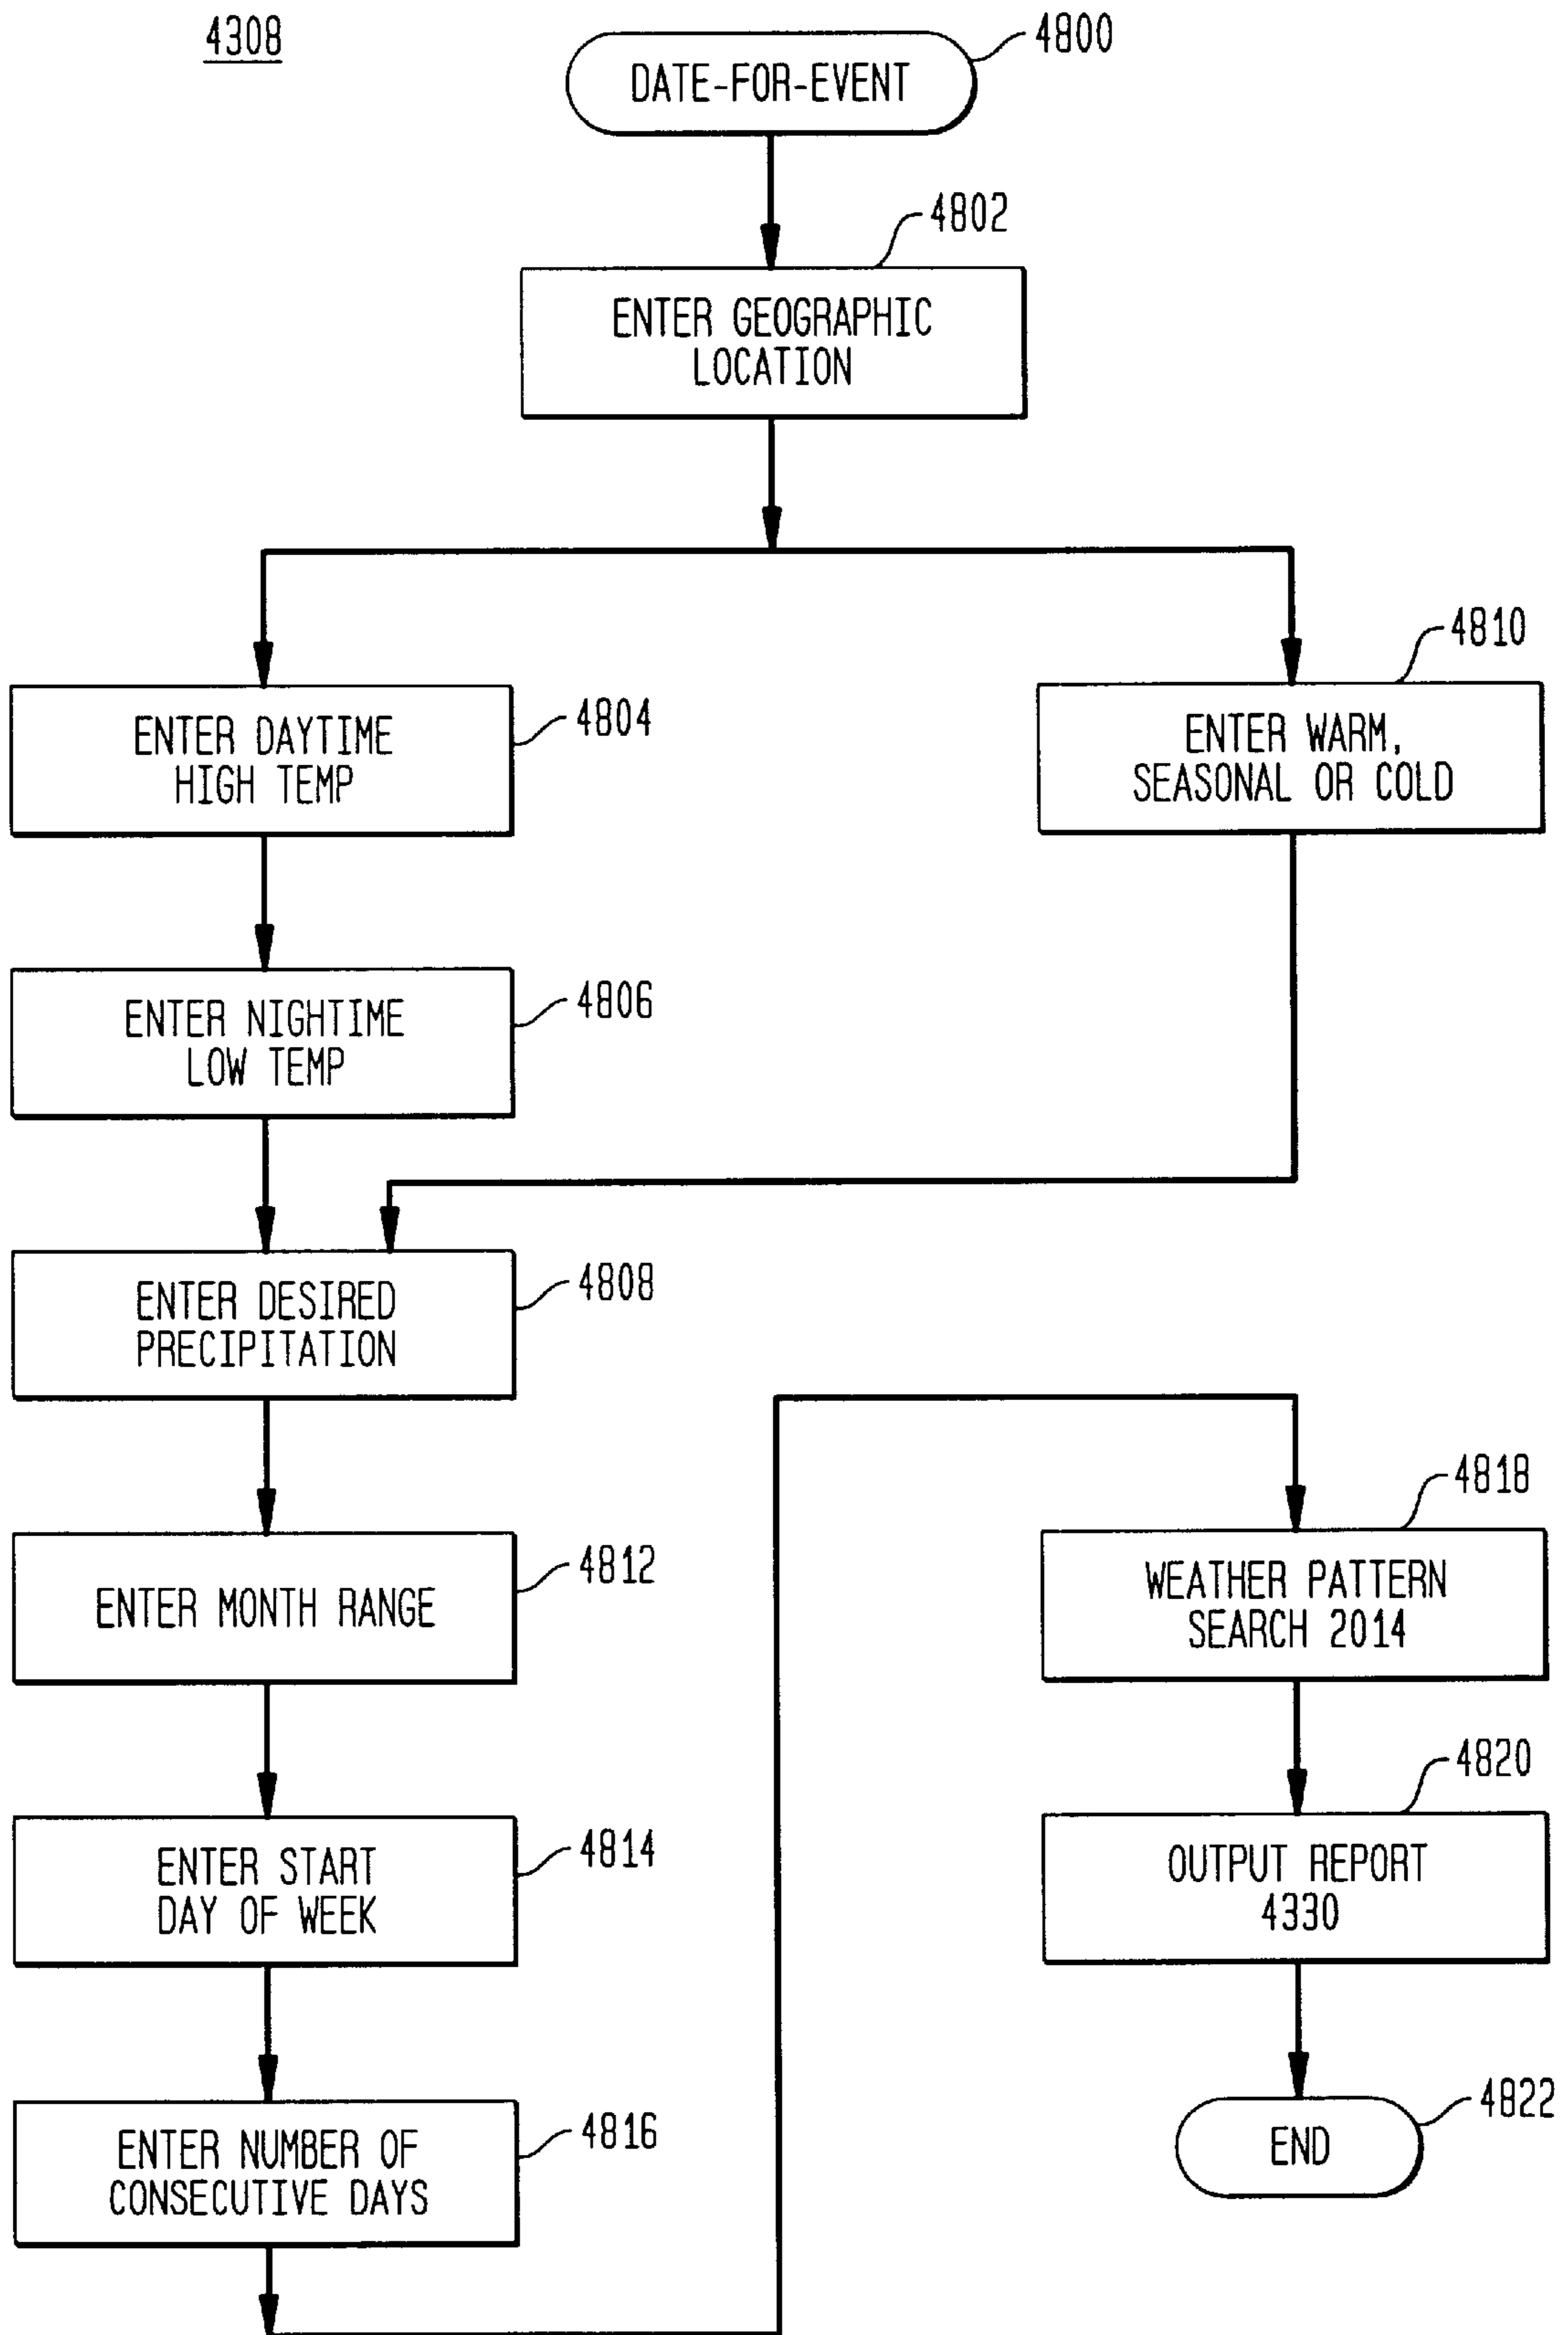 4308
DATE-FOR-EVENT
4800
4802
ENTER GEOGRAPHIC
LOCATION
4804
ENTER DAYTIME
HIGH TEMP
4810
ENTER WARM,
SEASONAL OR COLD
4806
ENTER NIGHTIME
LOW TEMP
4808
ENTER DESIRED
PRECIPITATION
4812
ENTER MONTH RANGE
4814
ENTER START
DAY OF WEEK
4816
ENTER NUMBER OF
CONSECUTIVE DAYS
4818
WEATHER PATTERN
SEARCH 2014
4820
OUTPUT REPORT
4330
4822
END